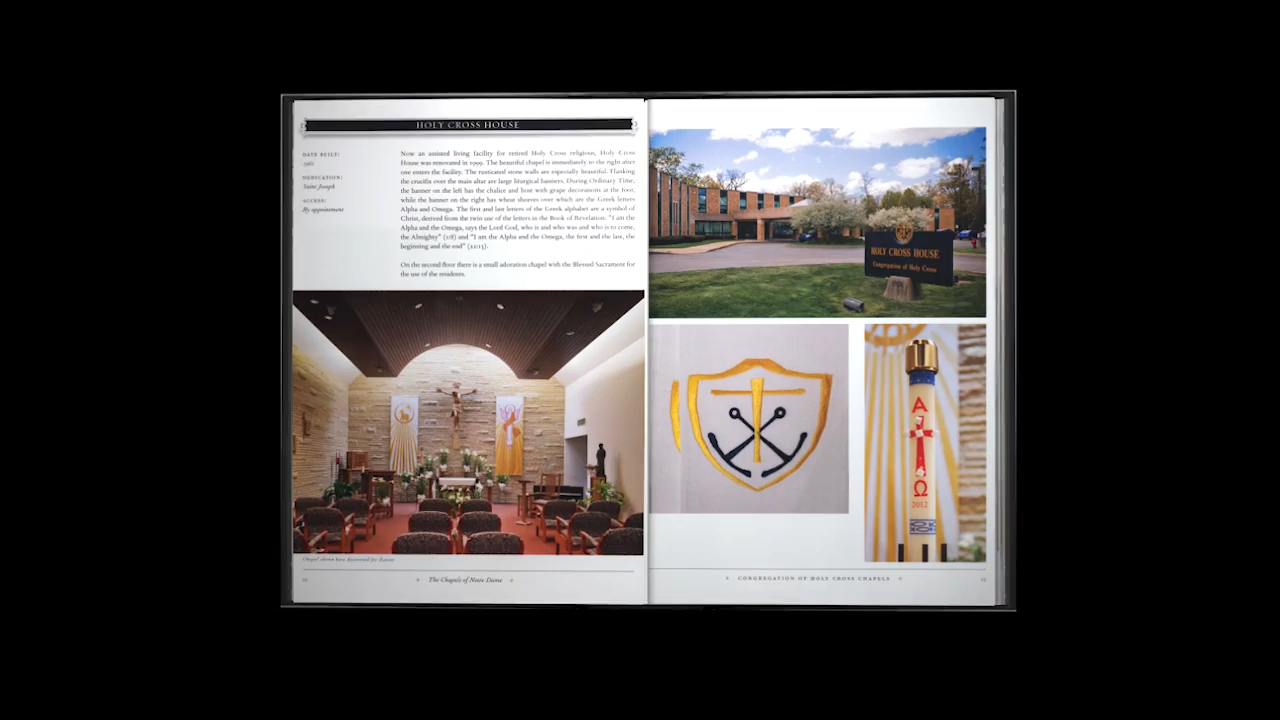 HOLY CROSS HOUSE
DATE BUILT:
1961
DEDICATION:
Saint Joseph
ACCESS:
By appointment
Now an assisted living facility for retired Holy Cross religious, Holy Cross
House was renovated in 1999. The beautiful chapel is immediately to the right after
one enters the facility. The rusticated stone walls are especially beautiful. Flanking
the crucifix over the main altar are large liturgical banners. During Ordinary Time,
the banner on the left has the chalice and host with grape decorations at the foot,
while the banner on the right has wheat sheaves over which are the Greek letters
Alpha and Omega. The first and last letters of the Greek alphabet are a symbol of
Christ, derived from the twin use of the letters in the Book of Revelation: "I am the
Alpha and the Omega, says the Lord God, who is and who was and who is to come,
the Almighty" (1:8) and "I am the Alpha and the Omega, the first and the last, the
beginning and the end" (22:13).
On the second floor there is a small adoration chapel with the Blessed Sacrament for
the use of the residents.
Chapel shown here decorated for Easter
The Chapels of Notre Dame
HOLY CROSS HOUSE
Congregation of Holy Cross
Α
Ω
2012
CONGREGATION OF HOLY CROSS CHAPELS